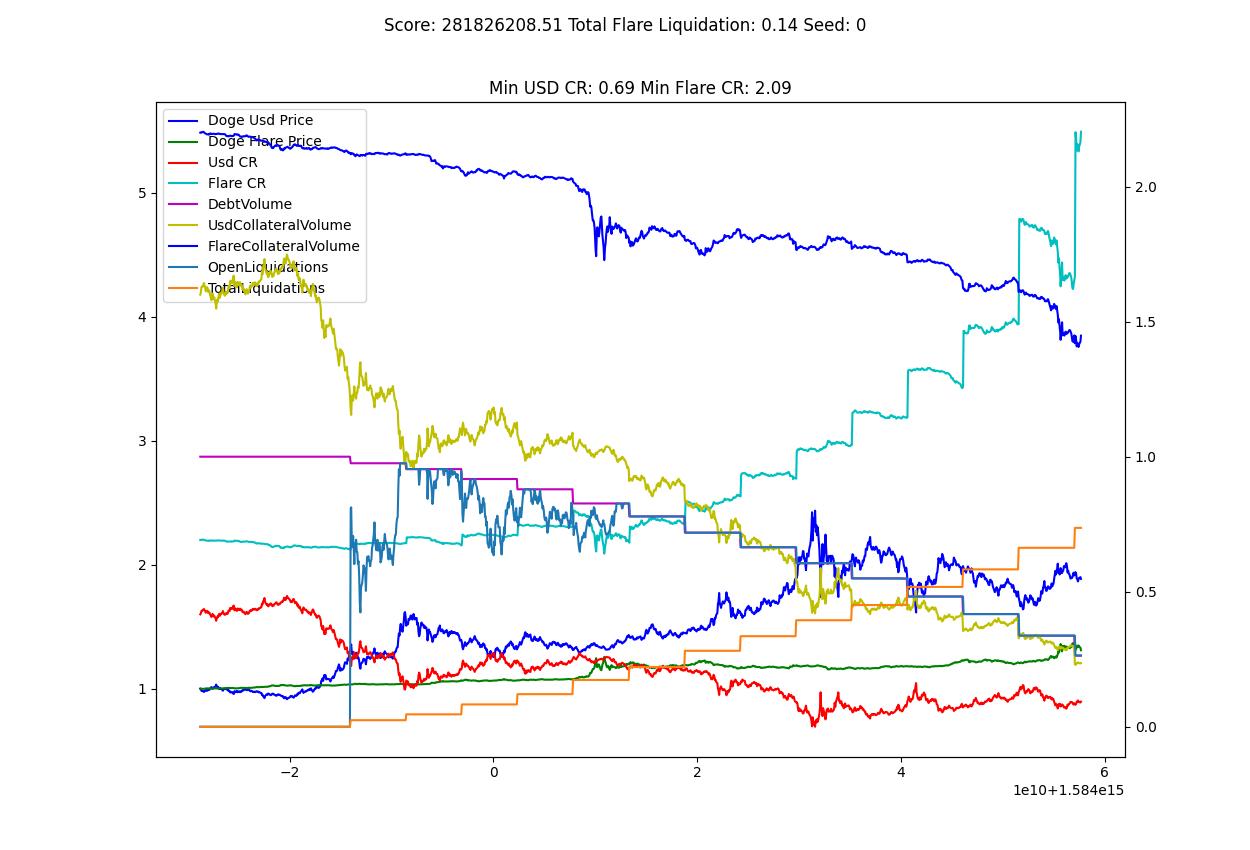 Score: 281826208.51 Total Flare Liquidation: 0.14 Seed: 0
Min USD CR: 0.69 Min Flare CR: 2.09
Doge Usd Price
Doge Flare Price
Usd CR
Flare CR
DebtVolume
UsdCollateralVolume
FlareCollateralVolume
OpenLiquidations
TotalLiquidations
5
4
3
2
1
2.0
1.5
1.0
0.5
0.0
−2 0 2 4 6
1e10+1.584e15